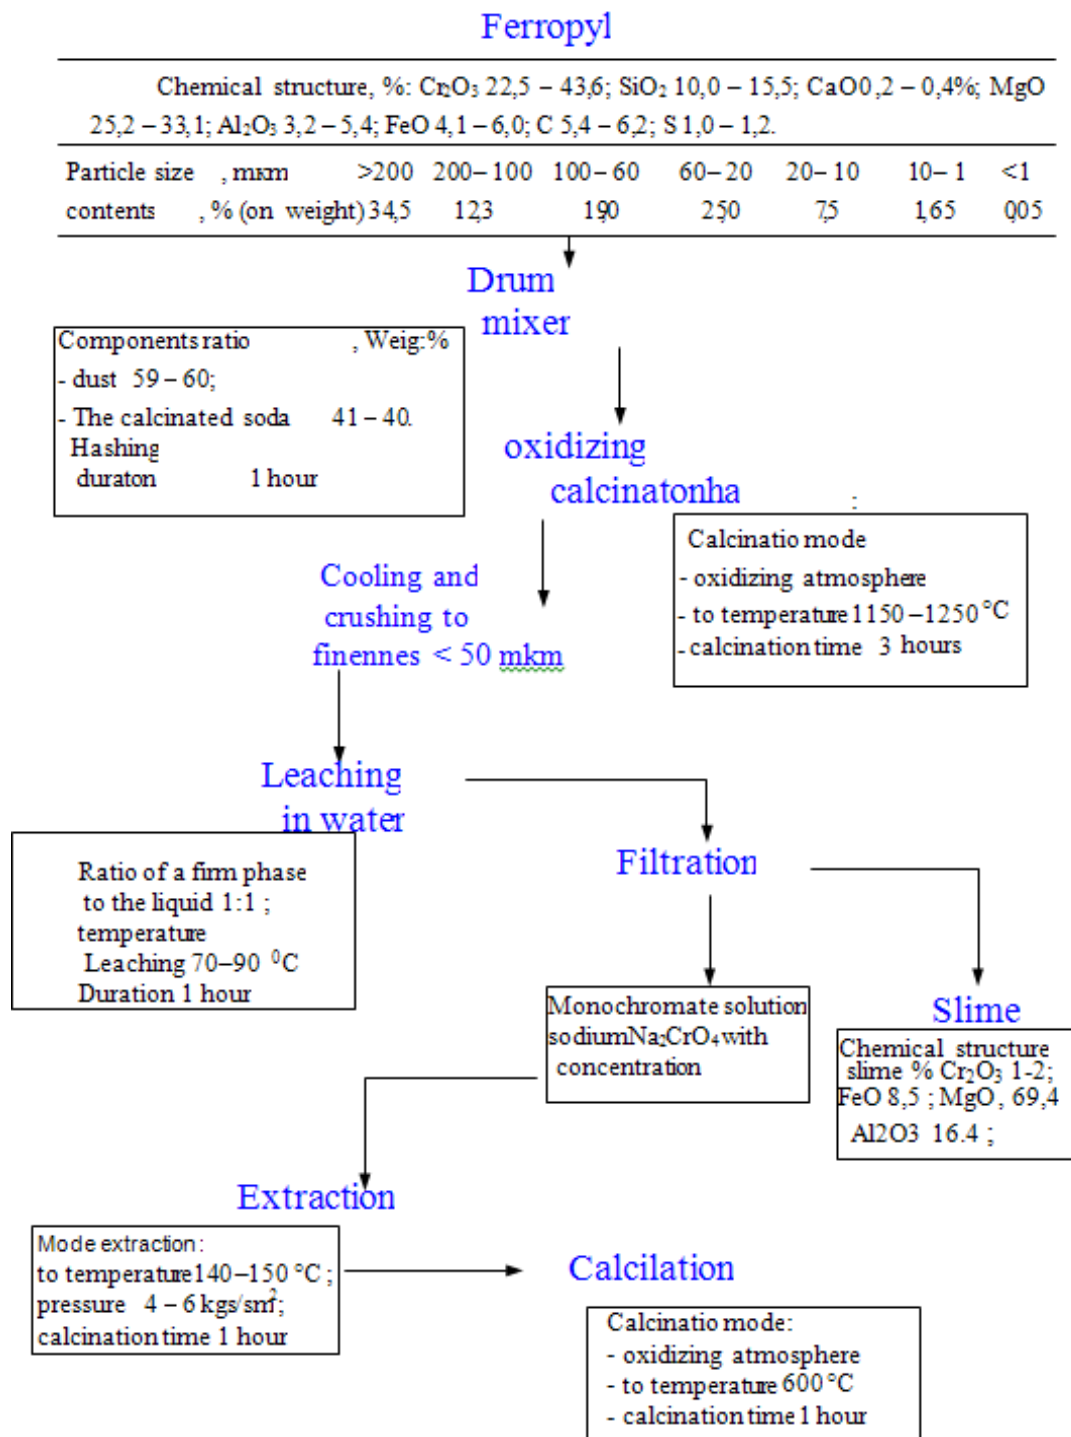 Ferropyl
Chemical structure, %: Cr₂O₃ 22,5 – 43,6; SiO₂ 10,0 – 15,5; CaO0,2 – 0,4%; MgO
25,2 – 33,1; Al₂O₃ 3,2 – 5,4; FeO 4,1 – 6,0; C 5,4 – 6,2; S 1,0 – 1,2.
Particle size , мкм >200 200–100 100–60 60–20 20–10 10–1 <1
contents , % (on weight) 34,5 12,3 19,0 25,0 7,5 1,65 0,05
Drum
mixer
Components ratio , Weig:%
- dust 59 – 60;
- The calcinated soda 41 – 40.
Hashing
duraton 1 hour
oxidizing
calcinatonha
:
Calcinatio mode
- oxidizing atmosphere
- to temperature 1150 –1250 °C
- calcination time 3 hours
Cooling and
crushing to
finennes < 50 mkm
Leaching
in water
Ratio of a firm phase
to the liquid 1:1 ;
temperature
Leaching 70–90 ⁰C
Duration 1 hour
Filtration
Monochromate solution
sodiumNa₂CrO₄ with
concentration
Slime
Chemical structure
slime % Cr₂O₃ 1-2;
FeO 8,5 ; MgO, 69,4
Al2O3 16.4 ;
Extraction
Mode extraction:
to temperature 140–150 °C ;
pressure 4 – 6 kgs/sm²;
calcination time 1 hour
Calcilation
Calcinatio mode:
- oxidizing atmosphere
- to temperature 600 °C
- calcination time 1 hour